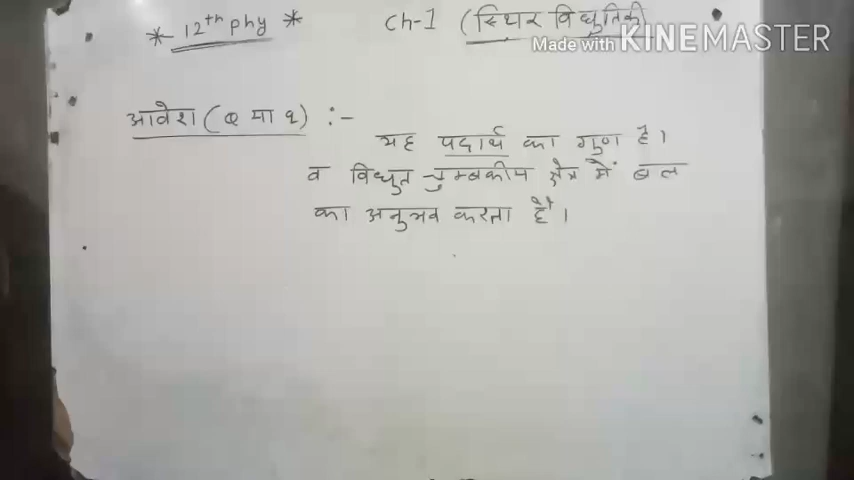 * 12th phy * Ch-1 (स्थिर विधुतिकी)
Made with KINEMASTER
आवेश (Q या q) :-
यह पदार्थ का गुण है।
व विधुत चुम्बकीय क्षेत्र में बल
का अनुभव करता है।